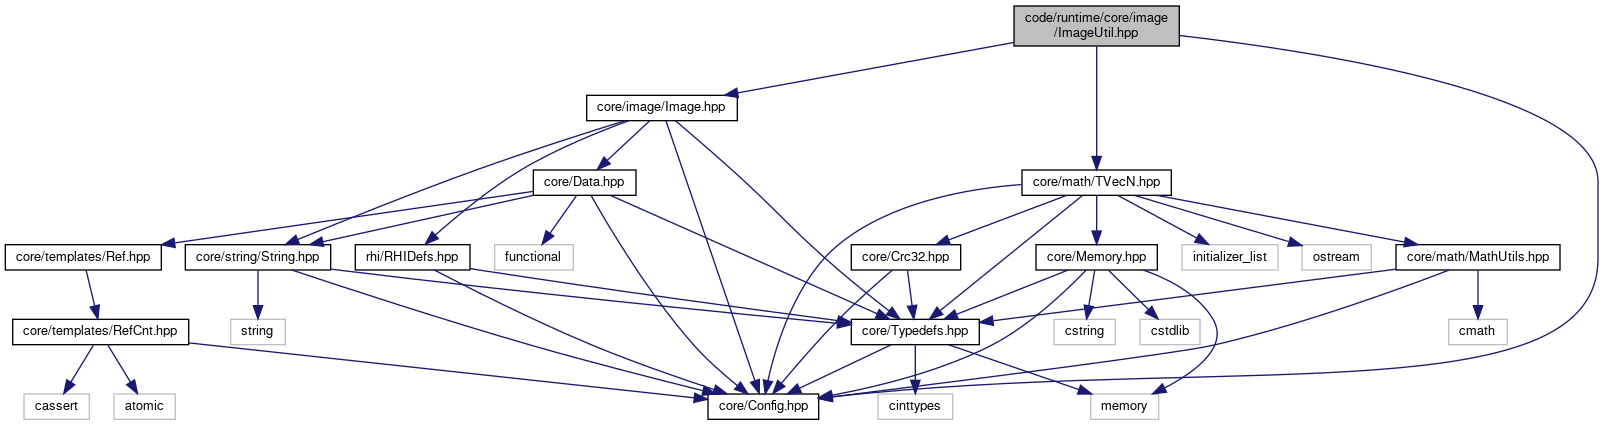 code/runtime/core/image
/ImageUtil.hpp
core/image/Image.hpp
core/Data.hpp
core/math/TVecN.hpp
core/templates/Ref.hpp
core/string/String.hpp
rhi/RHIDefs.hpp
functional
core/Crc32.hpp
core/Memory.hpp
initializer_list
ostream
core/math/MathUtils.hpp
core/templates/RefCnt.hpp
string
core/Typedefs.hpp
cstring
cstdlib
cmath
cassert
atomic
core/Config.hpp
cinttypes
memory